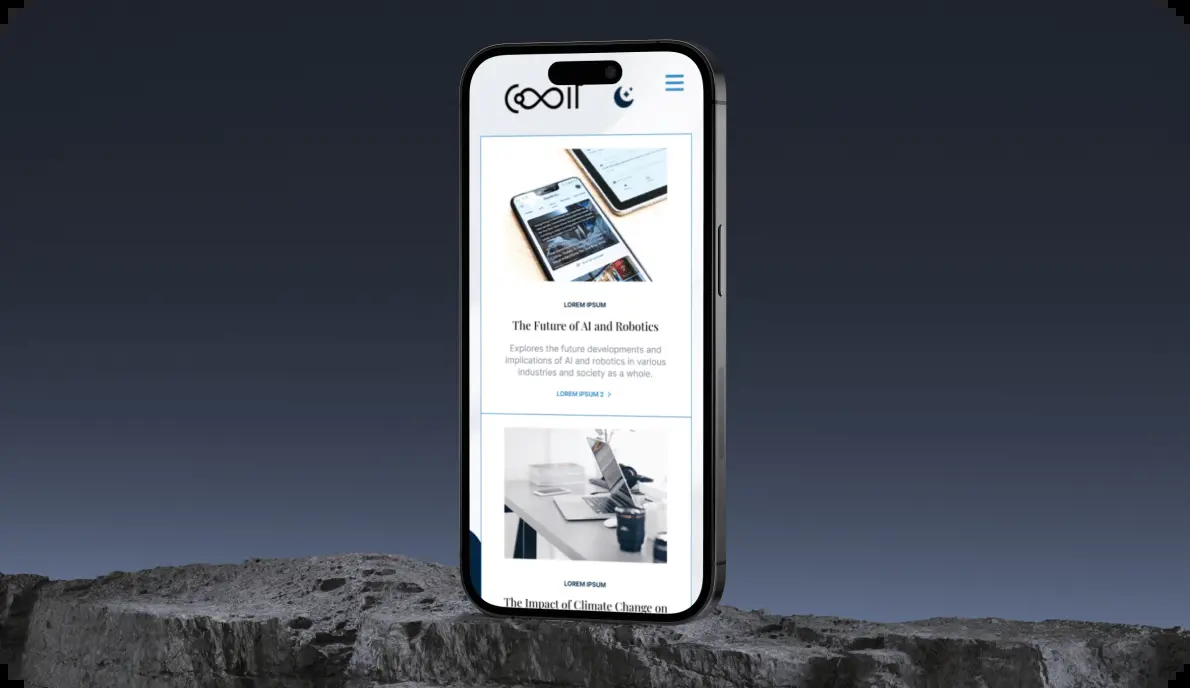 LOREM IPSUM
The Future of AI and Robotics
Explores the future developments and
implications of AI and robotics in various
industries and society as a whole.
LOREM IPSUM 2 >
LOREM IPSUM
The Impact of Climate Change on